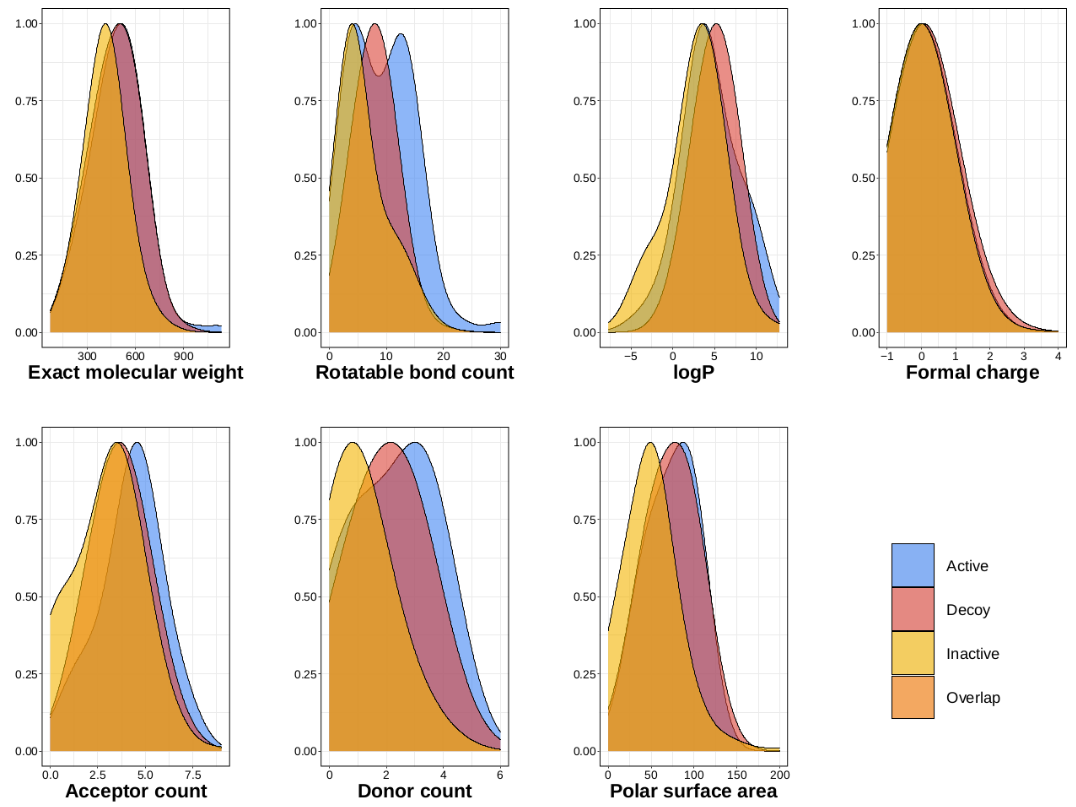 1.00 1.00 1.00 1.00
0.75 0.75 0.75 0.75
0.50 0.50 0.50 0.50
0.25 0.25 0.25 0.25
0.00 0.00 0.00 0.00
300 600 900 0 10 20 30 −5 0 5 10 −1 0 1 2 3 4
Exact molecular weight Rotatable bond count logP Formal charge
1.00 1.00 1.00
0.75 0.75 0.75
0.50 0.50 0.50
0.25 0.25 0.25
0.00 0.00 0.00
0.0 2.5 5.0 7.5 0 2 4 6 0 50 100 150 200
Acceptor count Donor count Polar surface area
Active
Decoy
Inactive
Overlap